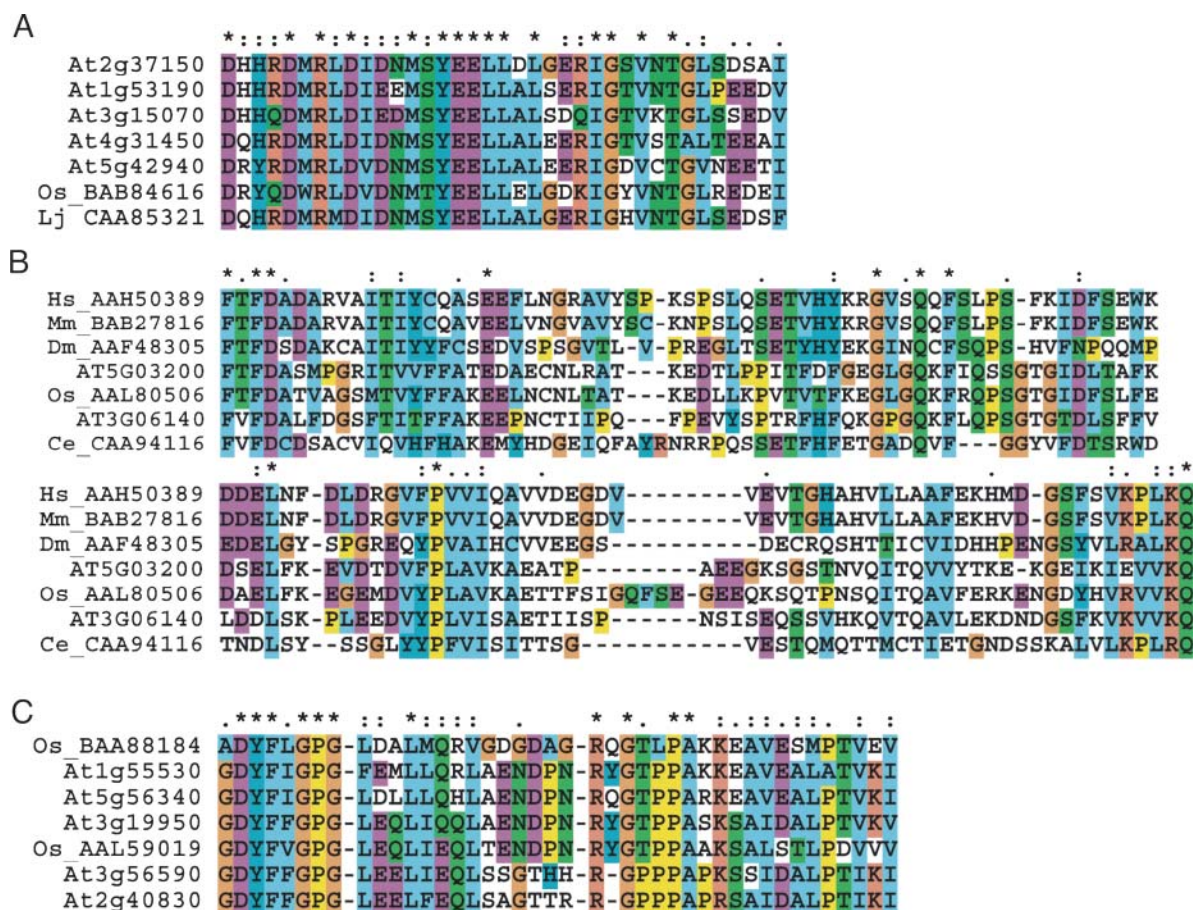 A
*:::* *:*:::*:*****  * *  ::** * *.:. . .
At2g37150 DHHRDMRLDIDNMSYEELLDLGERIGSVNTGLSDSAI
At1g53190 DHHRDMRLDIEEMSYEELLALSERIGTVNTGLPEEDV
At3g15070 DHHQDMRLDIEDMSYEELLALSDQIGTVKTGLSSEDV
At4g31450 DQHRDMRLDIDNMSYEELLALEERIGTVSTALTEEAI
At5g42940 DRYRDMRLDVDNMSYEELLALEERIGDVCTGVNEETI
Os_BAB84616 DRYQDWRLDVDNMTYEELLELGDKIGYVNTGLREDEI
Lj_CAA85321 DQHRDMRMDIDNMSYEELLALGERIGHVNTGLSEDSF
B
*.**. : : . * . : * * * . :
Hs_AAH50389 FTFDADARVAITIYCQASEEFLNGRAVYSP-KSPSLQSETVHYKRGVSQQFSLPS-FKIDFSEWK
Mm_BAB27816 FTFDADARVAITIYCQAVEELVNGVAVYSC-KNPSLQSETVHYKRGVSQQFSLPS-FKIDFSEWK
Dm_AAF48305 FTFDSDAKCAITIYYFCSEDVSPSGVTL-V-PREGLTSETYHYEKGINQCFSQPS-HVFNPQQMP
AT5G03200 FTFDASMPGRITVVFFATEDAECNLRAT---KEDTLPPITFDFGEGLGQKFIQSSGTGIDLTAFK
Os_AAL80506 FTFDATVAGSMTVYFFAKEELNCNLTAT---KEDLLKPVTVTFKEGLGQKFRQPSGTGIDFSLFE
AT3G06140 FVFDALFDGSFTITFFAKEEPNCTIIPQ---PEVYSPTRFHFQKGPGQKFLQPSGTGTDLSFFV
Ce_CAA94116 FVFDCDSACVIQVHFHAKEMYHDGEIQFAYRNRRPQSSETFHFETGADQVF---GGYVFDTSRWD
:* :*..: . . . :. ::*
Hs_AAH50389 DDELNF-DLDRGVFPVVIQAVVDEGDV---------VEVTGHAHVLLAAFEKHMD-GSFSVKPLKQ
Mm_BAB27816 DDELNF-DLDRGVFPVVIQAVVDEGDV---------VEVTGHAHVLLAAFEKHVD-GSFSVKPLKQ
Dm_AAF48305 EDELGY-SPGREQYPVAIHCVVEEGS----------DECRQSHTTICVIDHHPENGSYVLRALKQ
AT5G03200 DSELFK-EVDTDVFPLAVKAEATP--------AEEGKSGSTNVQITQVVYTKE-KGEIKIEVVKQ
Os_AAL80506 DAELFK-EGEMDVYPLAVKAETTFSIGQFSEGEEQKSQTPNSQITQAVFERKENGDYHVRVVKQ
AT3G06140 LDDLSK-PLEEDVYPLVISAETIISP------NSISEQSSVHKQVTQAVLEKDNDGSFKVKVVKQ
Ce_CAA94116 TNDLSY-SSGLYYPFVISITTSG----------VESTQMQTTMCTIETGNDSSKALVLKPLRQ
C
.***.*** ::*:::: . * *. ** :.::.::.: : :
Os_BAA88184 ADYFLGPG-LDALMQRVGDGDAG-RQGTLPAKKEAVESMPTVEV
At1g55530 GDYFIGPG-FEMLLQRLAENDPN-RYGTPPAKKEAVEALATVKI
At5g56340 GDYFIGPG-LDLLLQHLAENDPN-RQGTPPARKEAVEALPTVKI
At3g19950 GDYFFGPG-LEQLIQQLAENDPN-RYGTPPASKSAIDALPTVKV
Os_AAL59019 GDYFVGPG-LEQLIEQLTENDPN-RYGTPPAAKSALSTLPDVVV
At3g56590 GDYFFGPG-LEELIEQLSSGTHH-R-GPPPAPKSSIDALPTIKI
At2g40830 GDYFFGPG-LEELFEQLSAGTTR-R-GPPPAPRSAIDALPTIKI